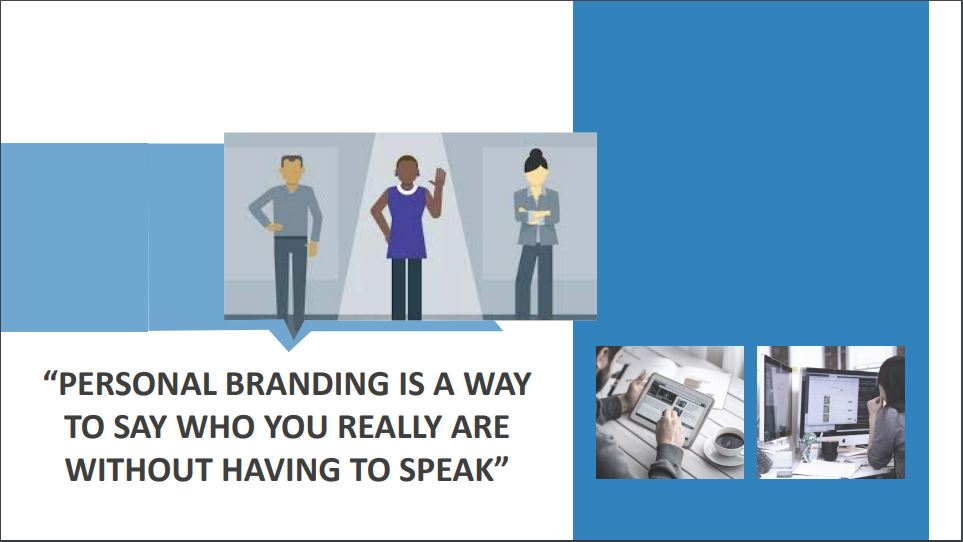 “PERSONAL BRANDING IS A WAY
TO SAY WHO YOU REALLY ARE
WITHOUT HAVING TO SPEAK”